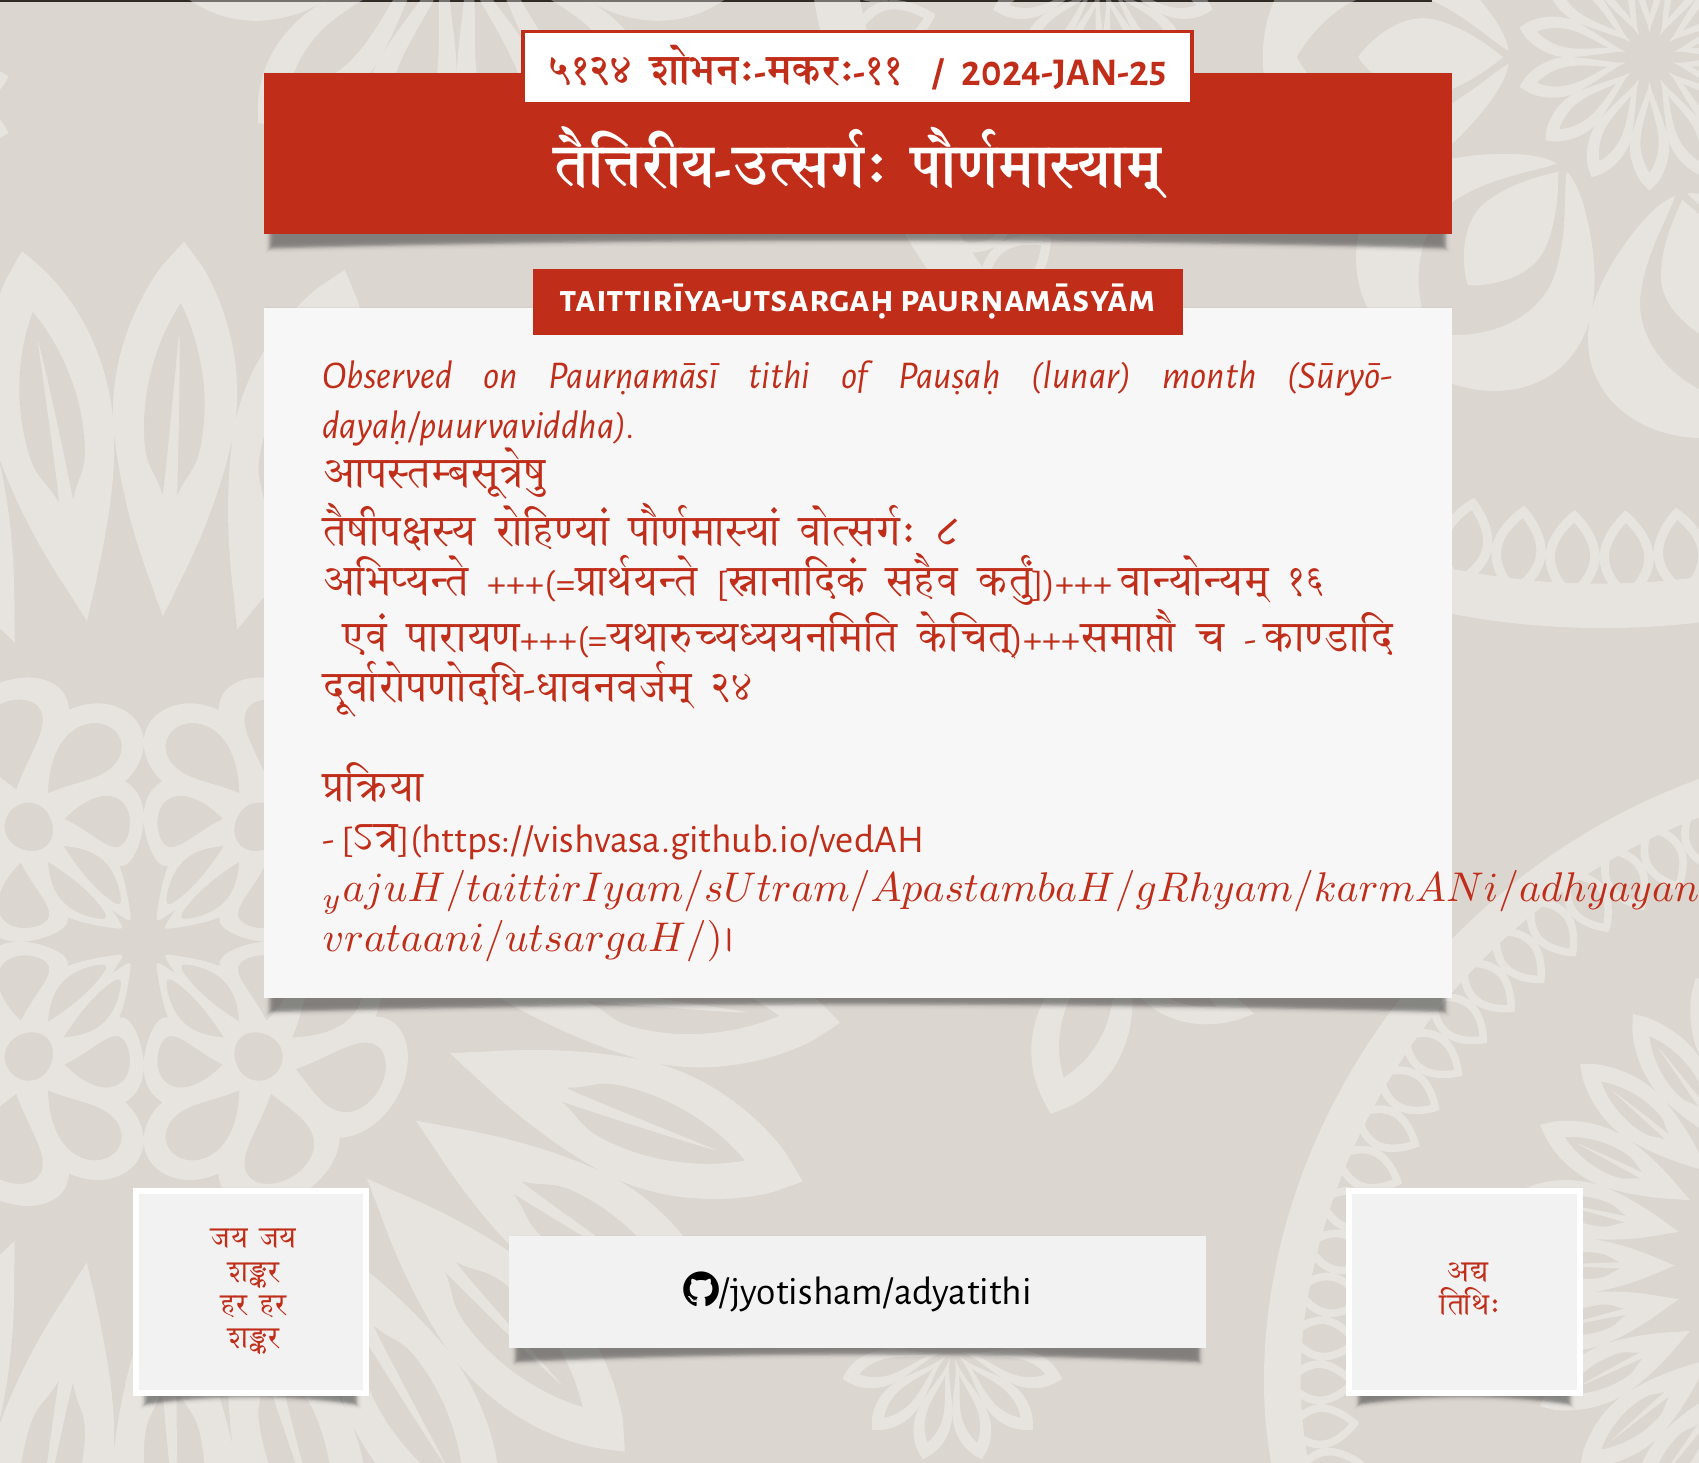 ५१२४ शोभनः-मकरः-११ / 2024-JAN-25
तैत्तिरीय-उत्सर्गः पौर्णमास्याम्
TAITTIRĪYA-UTSARGAḤ PAURṆAMĀSYĀM
Observed on Paurṇamāsī tithi of Pauṣaḥ (lunar) month (Sūryō-
dayaḥ/puurvaviddha).
आपस्तम्बसूत्रेषु
तैषीपक्षस्य रोहिण्यां पौर्णमास्यां वोत्सर्गः ८
अभिप्यन्ते +++(=प्रार्थयन्ते [स्नानादिकं सहैव कर्तुं])+++ वान्योन्यम् १६
एवं पारायण+++(=यथारुच्यध्ययनमिति केचित्)+++समाप्तौ च - काण्डादि
दूर्वारोपणोदधि-धावनवर्जम् २४
प्रक्रिया
- [ऽत्र](https://vishvasa.github.io/vedAH
yajuH/taittirIyam/sUtram/ApastambaH/gRhyam/karmANi/adhyayan
vrataani/utsargaH/)।
जय जय
शङ्कर
हर हर
शङ्कर
/jyotisham/adyatithi
अद्य
तिथिः